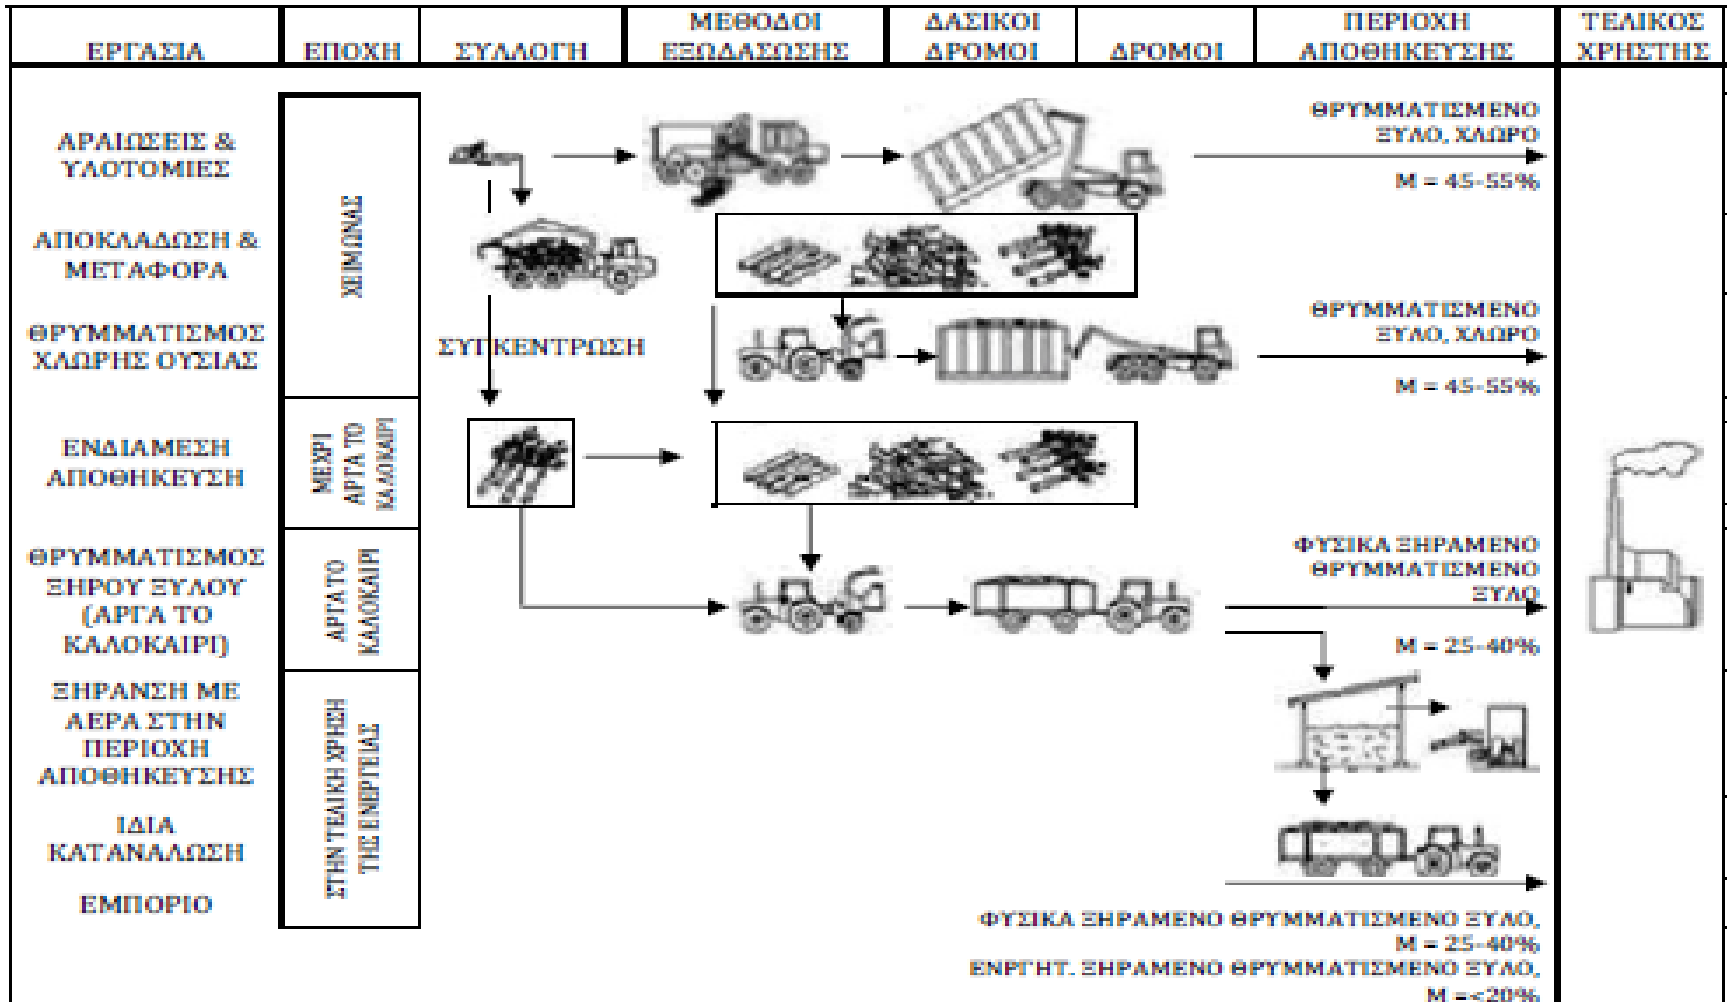 ΕΡΓΑΣΙΑ
ΕΠΟΧΗ
ΣΥΛΛΟΓΗ
ΜΕΘΟΔΟΙ
ΕΞΩΔΑΣΩΣΗΣ
ΔΑΣΙΚΟΙ
ΔΡΟΜΟΙ
ΔΡΟΜΟΙ
ΠΕΡΙΟΧΗ
ΑΠΟΘΗΚΕΥΣΗΣ
ΤΕΛΙΚΟΣ
ΧΡΗΣΤΗΣ
ΑΡΑΙΩΣΕΙΣ &
ΥΛΟΤΟΜΙΕΣ
ΑΠΟΚΛΑΔΩΣΗ &
ΜΕΤΑΦΟΡΑ
ΘΡΥΜΜΑΤΙΣΜΟΣ
ΧΛΩΡΗΣ ΟΥΣΙΑΣ
ΕΝΔΙΑΜΕΣΗ
ΑΠΟΘΗΚΕΥΣΗ
ΘΡΥΜΜΑΤΙΣΜΟΣ
ΞΗΡΟΥ ΞΥΛΟΥ
(ΑΡΓΑ ΤΟ
ΚΑΛΟΚΑΙΡΙ)
ΞΗΡΑΝΣΗ ΜΕ
ΑΕΡΑ ΣΤΗΝ
ΠΕΡΙΟΧΗ
ΑΠΟΘΗΚΕΥΣΗΣ
ΙΔΙΑ
ΚΑΤΑΝΑΛΩΣΗ
ΕΜΠΟΡΙΟ
ΧΕΙΜΩΝΑΣ
ΜΕΧΡΙ
ΑΡΓΑ ΤΟ
ΚΑΛΟΚΑΙΡΙ
ΑΡΓΑ ΤΟ
ΚΑΛΟΚΑΙΡΙ
ΣΤΗΝ ΤΕΛΙΚΗ ΧΡΗΣΗ
ΤΗΣ ΕΝΕΡΓΕΙΑΣ
ΣΥΓΚΕΝΤΡΩΣΗ
ΘΡΥΜΜΑΤΙΣΜΕΝΟ
ΞΥΛΟ, ΧΛΩΡΟ
M = 45-55%
ΘΡΥΜΜΑΤΙΣΜΕΝΟ
ΞΥΛΟ, ΧΛΩΡΟ
M = 45-55%
ΦΥΣΙΚΑ ΞΗΡΑΜΕΝΟ
ΘΡΥΜΜΑΤΙΣΜΕΝΟ
ΞΥΛΟ
M = 25-40%
ΦΥΣΙΚΑ ΞΗΡΑΜΕΝΟ ΘΡΥΜΜΑΤΙΣΜΕΝΟ ΞΥΛΟ,
M = 25-40%
ΕΝΡΓΗΤ. ΞΗΡΑΜΕΝΟ ΘΡΥΜΜΑΤΙΣΜΕΝΟ ΞΥΛΟ,
M =<20%